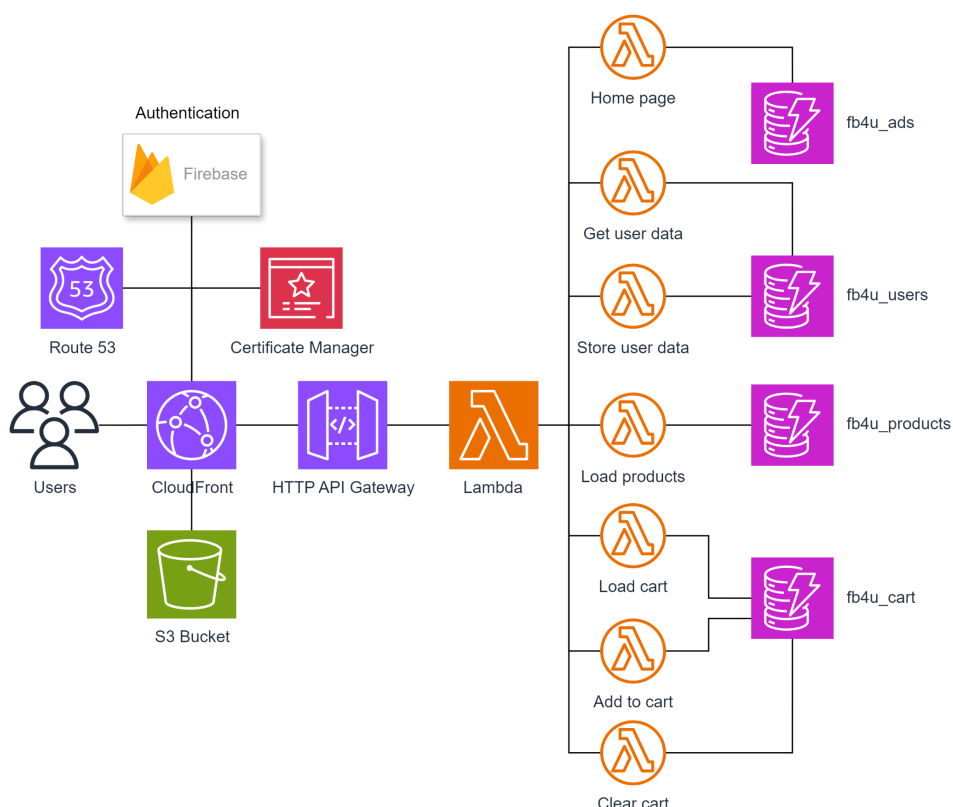 Authentication
Firebase
53
Route 53
Certificate Manager
Users
CloudFront
</>
HTTP API Gateway
Lambda
S3 Bucket
Home page
fb4u_ads
Get user data
Store user data
fb4u_users
Load products
fb4u_products
Load cart
Add to cart
Clear cart
fb4u_cart